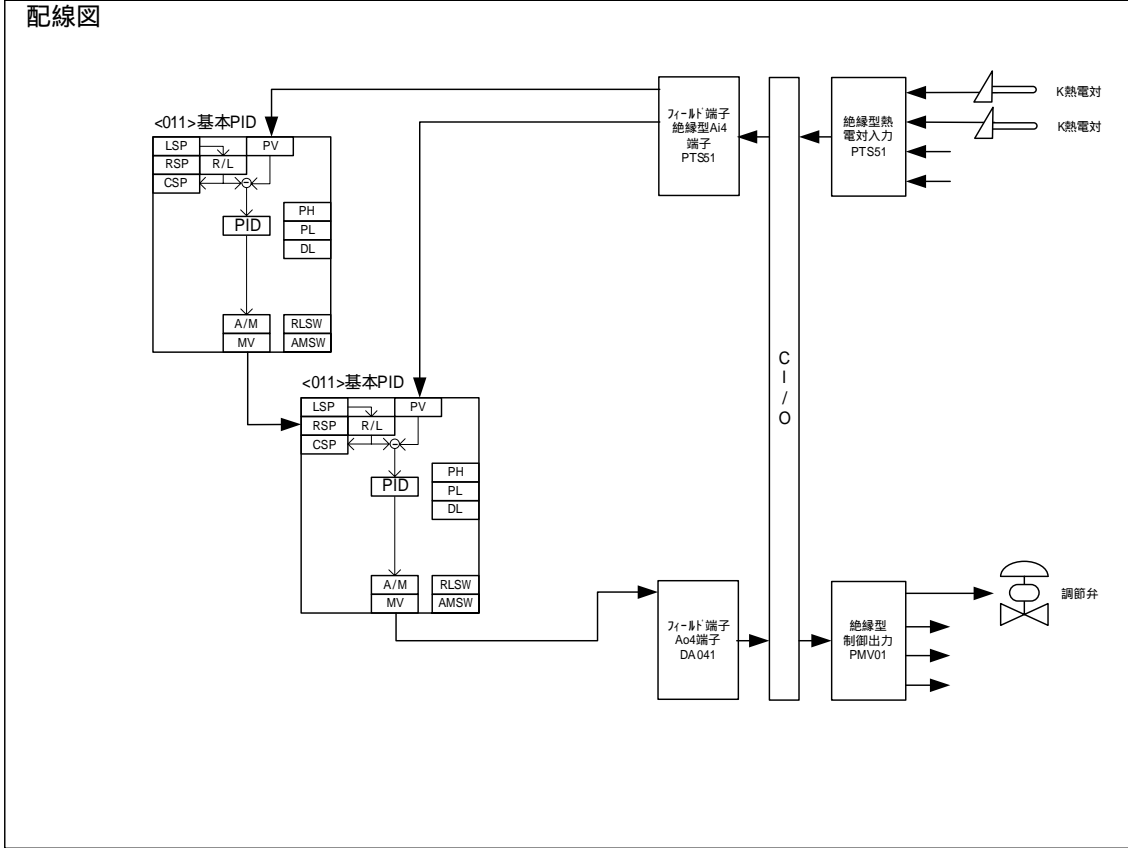 配線図
<011>基本PID
LSP
PV
RSP
R/L
CSP
PID
PH
PL
DL
A/M
RLSW
MV
AMSW
<011>基本PID
LSP
PV
RSP
R/L
CSP
PID
PH
PL
DL
A/M
RLSW
MV
AMSW
ﾌｨｰﾙﾄﾞ端子
絶縁型Ai4
端子
PTS51
C
I
/
O
絶縁型熱
電対入力
PTS51
K熱電対
K熱電対
ﾌｨｰﾙﾄﾞ端子
Ao4端子
DA041
絶縁型
制御出力
PMV01
調節弁